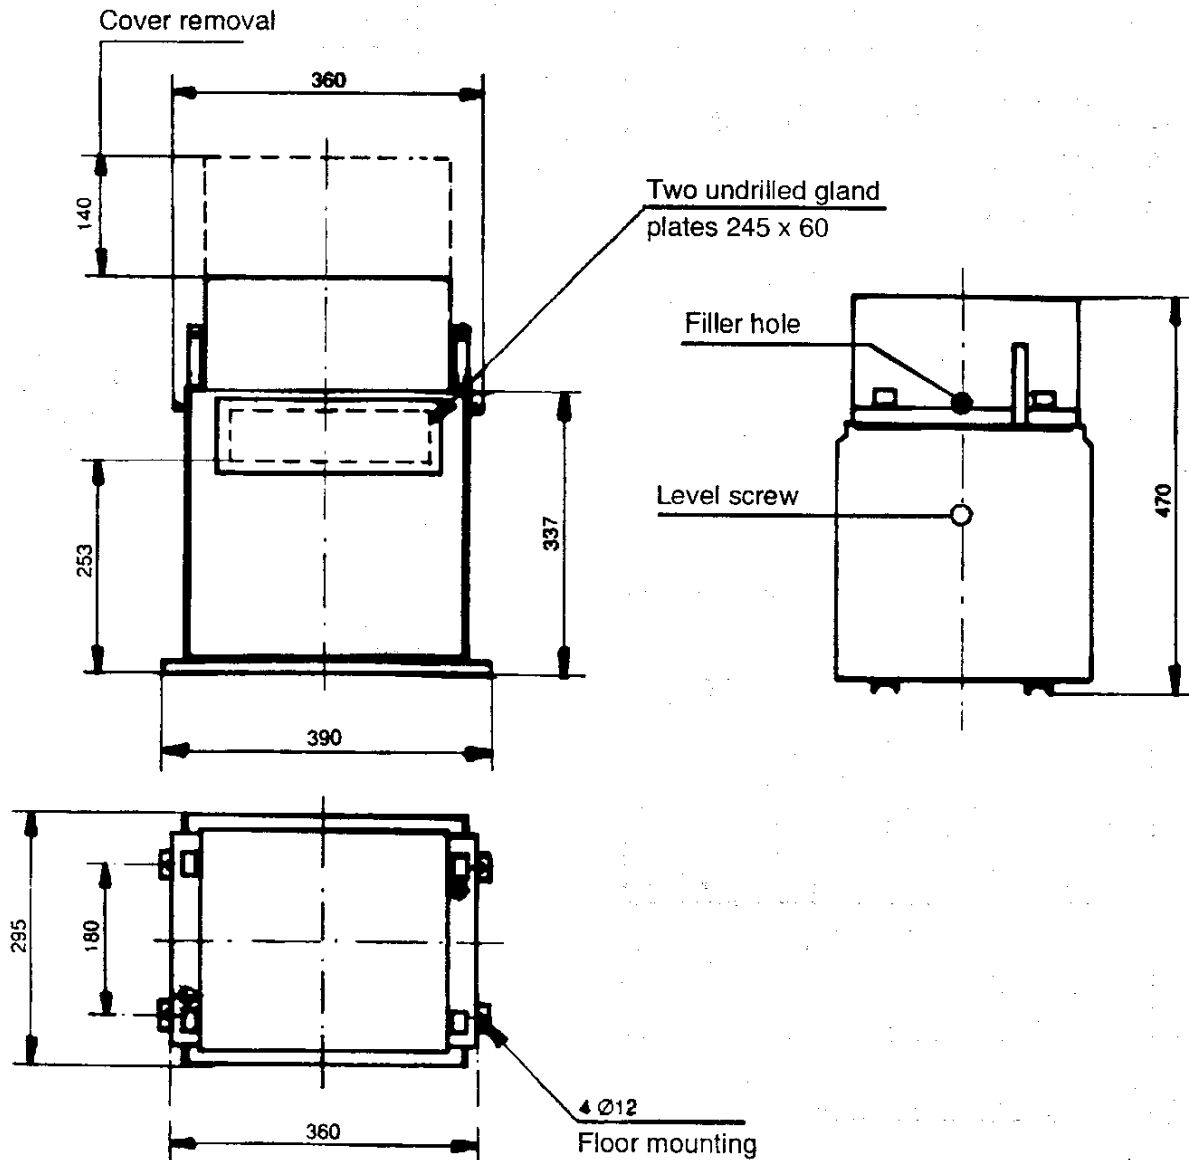 Cover removal
360
140
Two undrilled gland
plates 245 x 60
Filler hole
Level screw
470
253
337
390
295
180
4 Ø12
360
Floor mounting